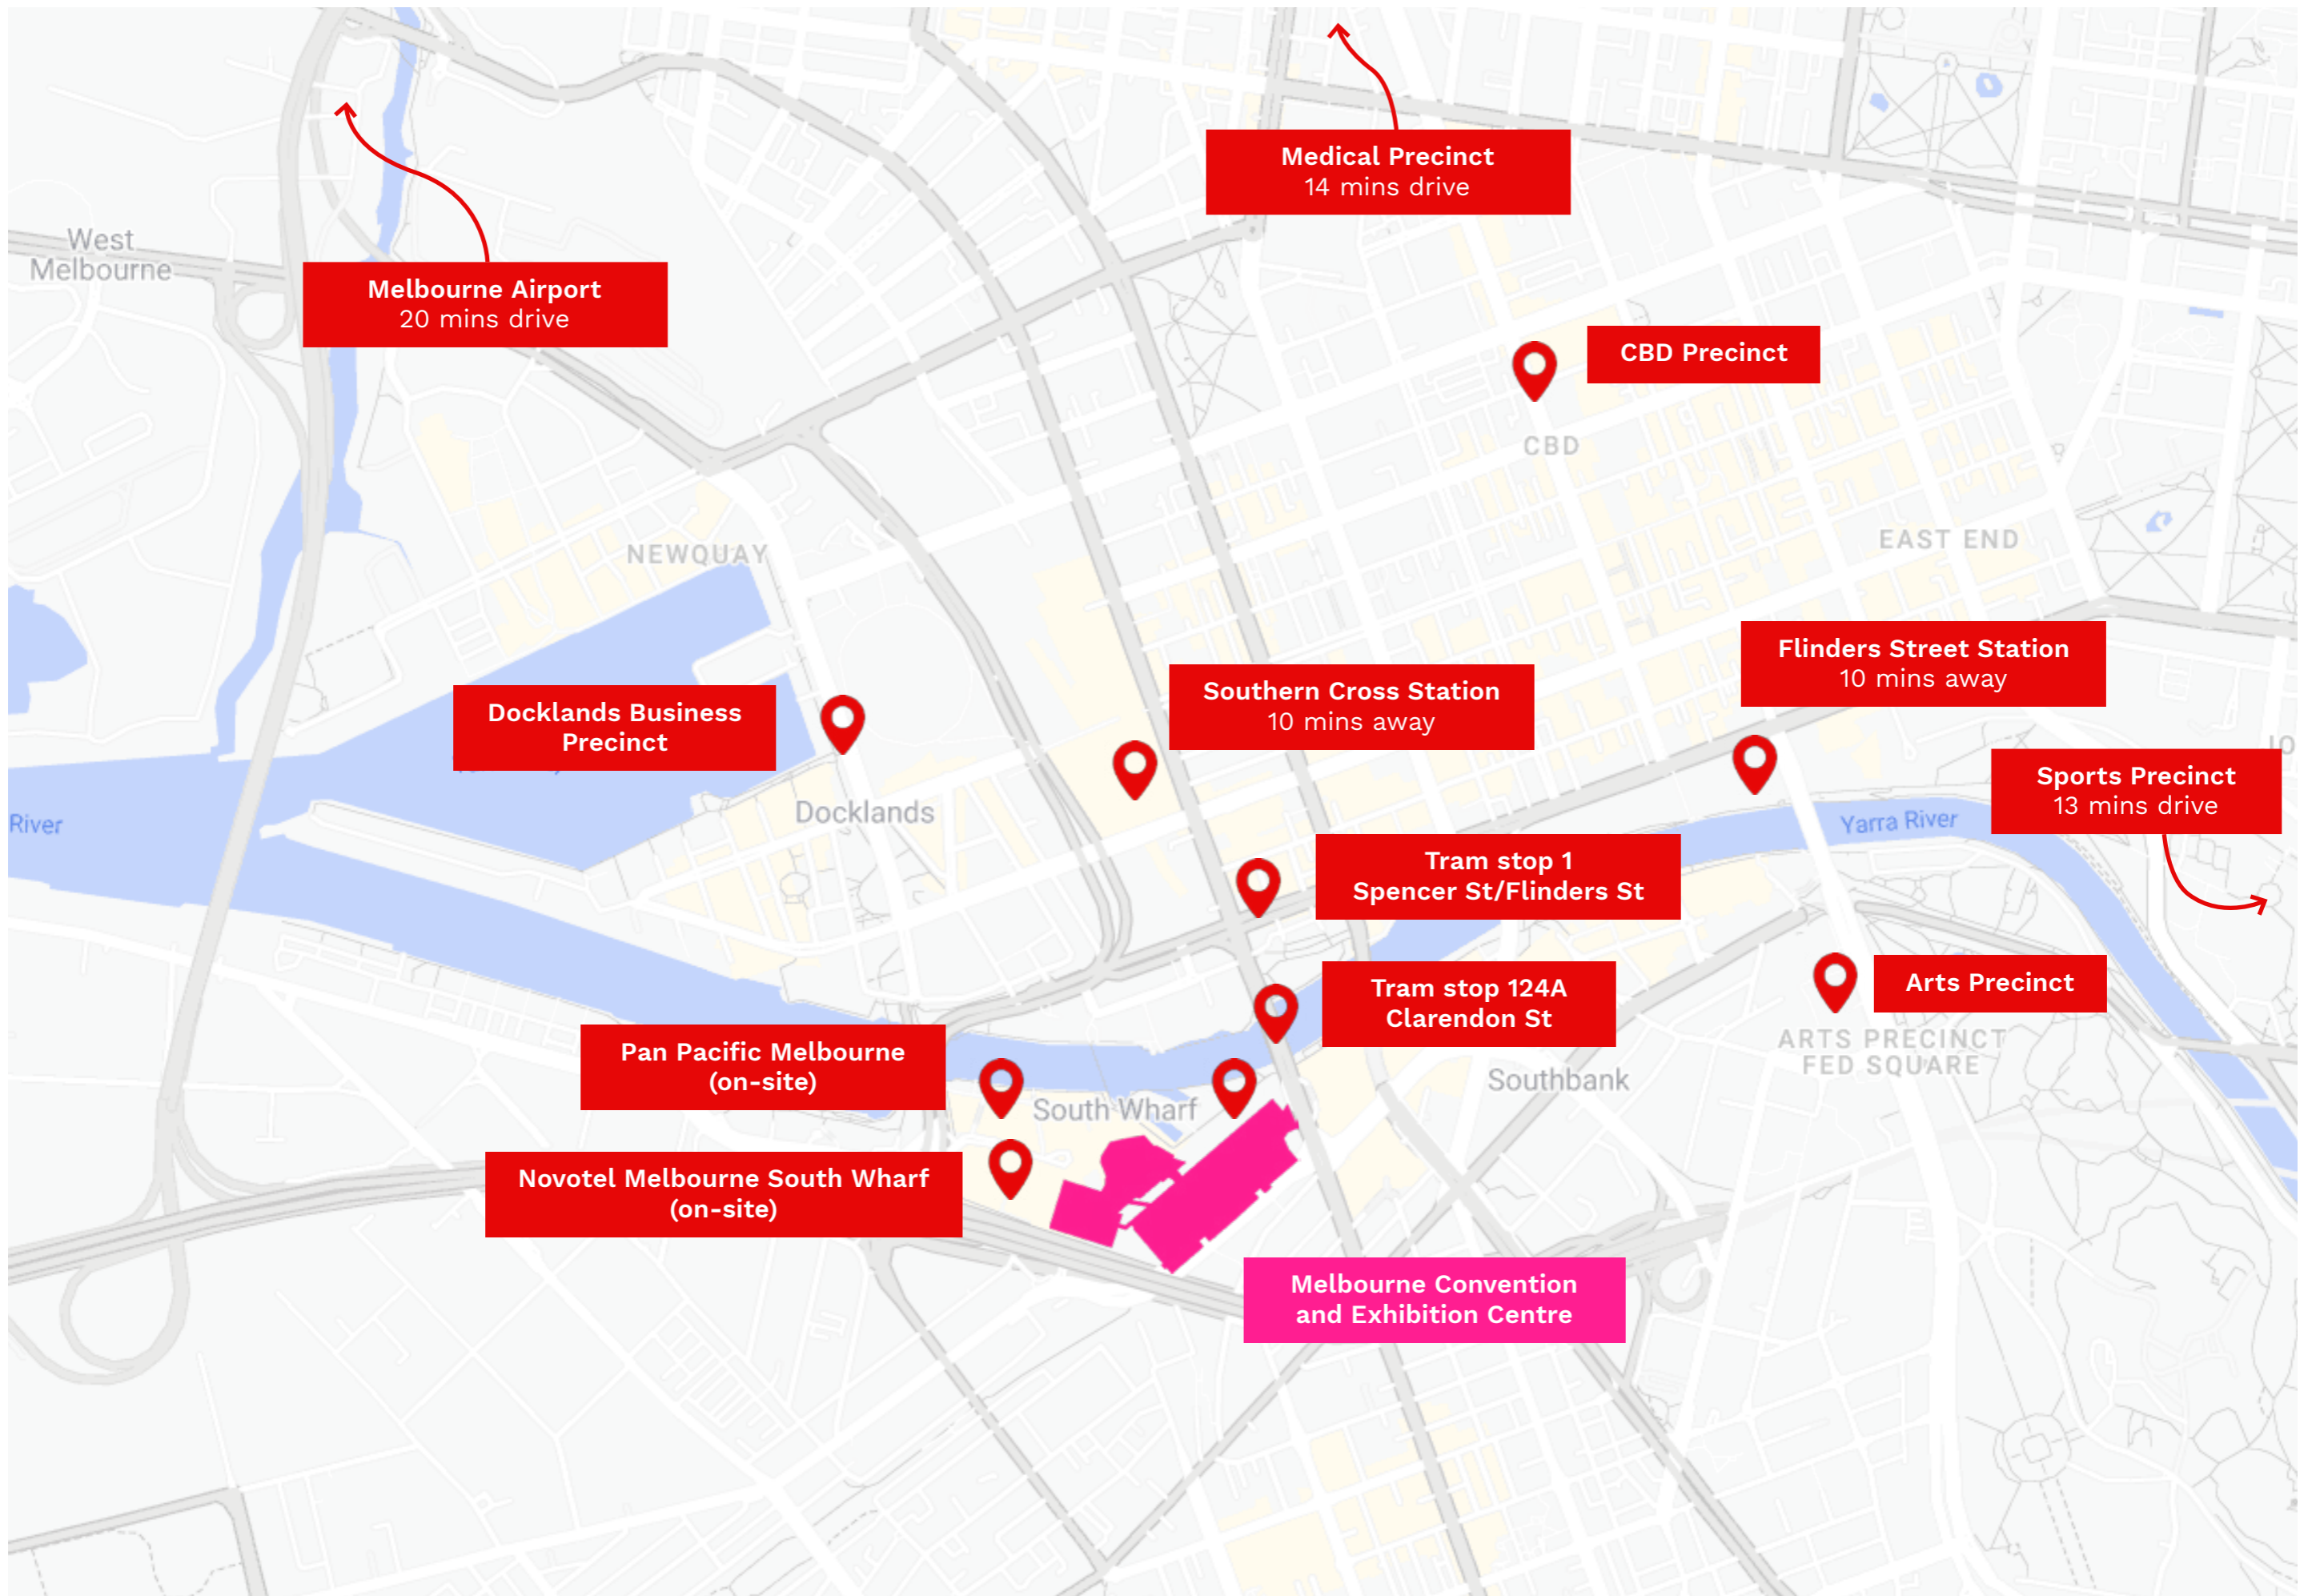 Medical Precinct
14 mins drive
West
Melbourne
Melbourne Airport
20 mins drive
CBD Precinct
CBD
EAST END
NEWQUAY
Flinders Street Station
10 mins away
Southern Cross Station
10 mins away
Docklands Business
Precinct
Sports Precinct
13 mins drive
Docklands
River
Yarra River
Tram stop 1
Spencer St/Flinders St
Arts Precinct
Tram stop 124A
Clarendon St
ARTS PRECINCT
FED SQUARE
Pan Pacific Melbourne
(on-site)
Southbank
South Wharf
Novotel Melbourne South Wharf
(on-site)
Melbourne Convention
and Exhibition Centre